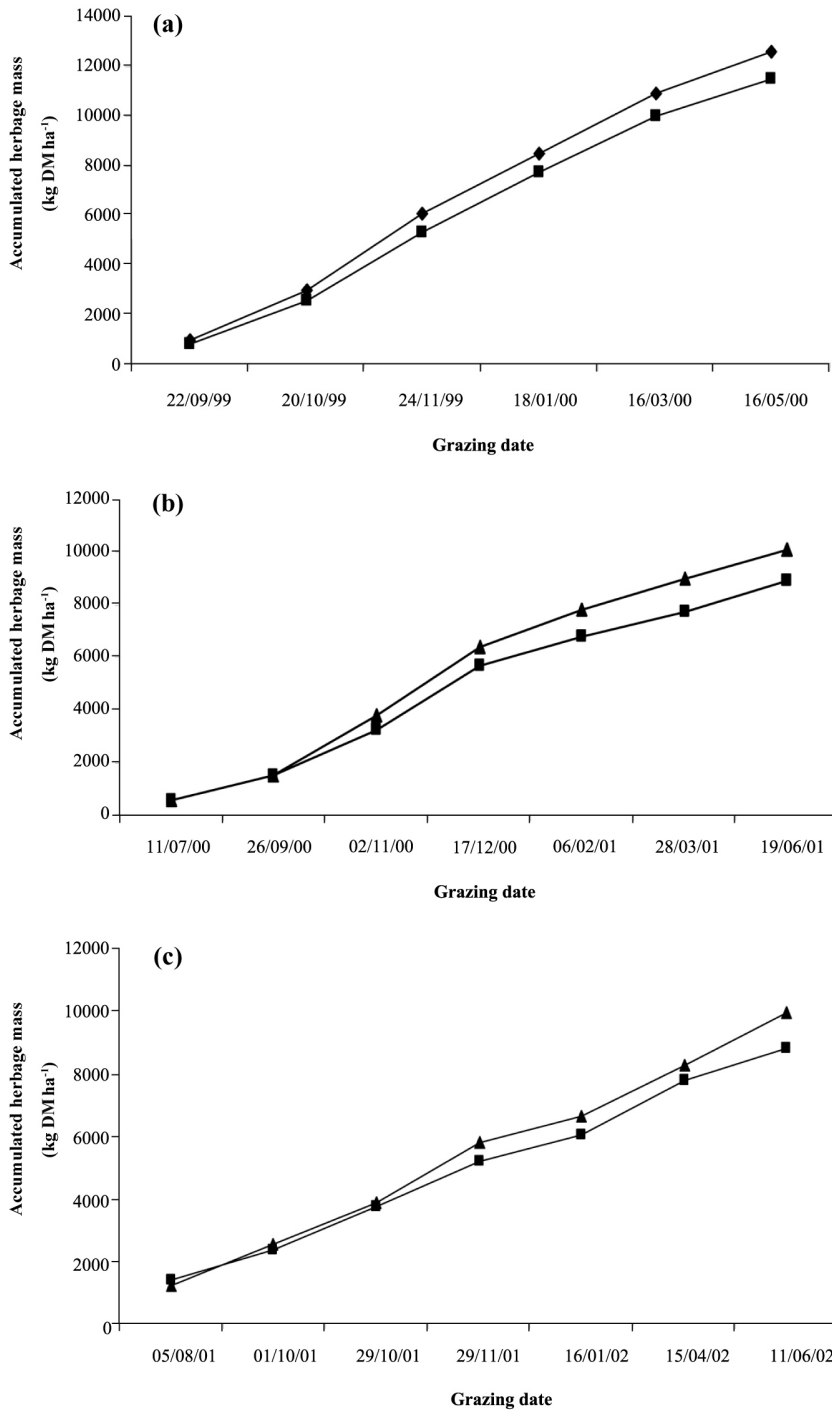 (a)
Accumulated herbage mass
(kg DM ha⁻¹)
14000
12000
10000
8000
6000
4000
2000
0
22/09/99 20/10/99 24/11/99 18/01/00 16/03/00 16/05/00
Grazing date
(b)
Accumulated herbage mass
(kg DM ha⁻¹)
12000
10000
8000
6000
4000
2000
0
11/07/00 26/09/00 02/11/00 17/12/00 06/02/01 28/03/01 19/06/01
Grazing date
(c)
Accumulated herbage mass
(kg DM ha⁻¹)
12000
10000
8000
6000
4000
2000
0
05/08/01 01/10/01 29/10/01 29/11/01 16/01/02 15/04/02 11/06/02
Grazing date